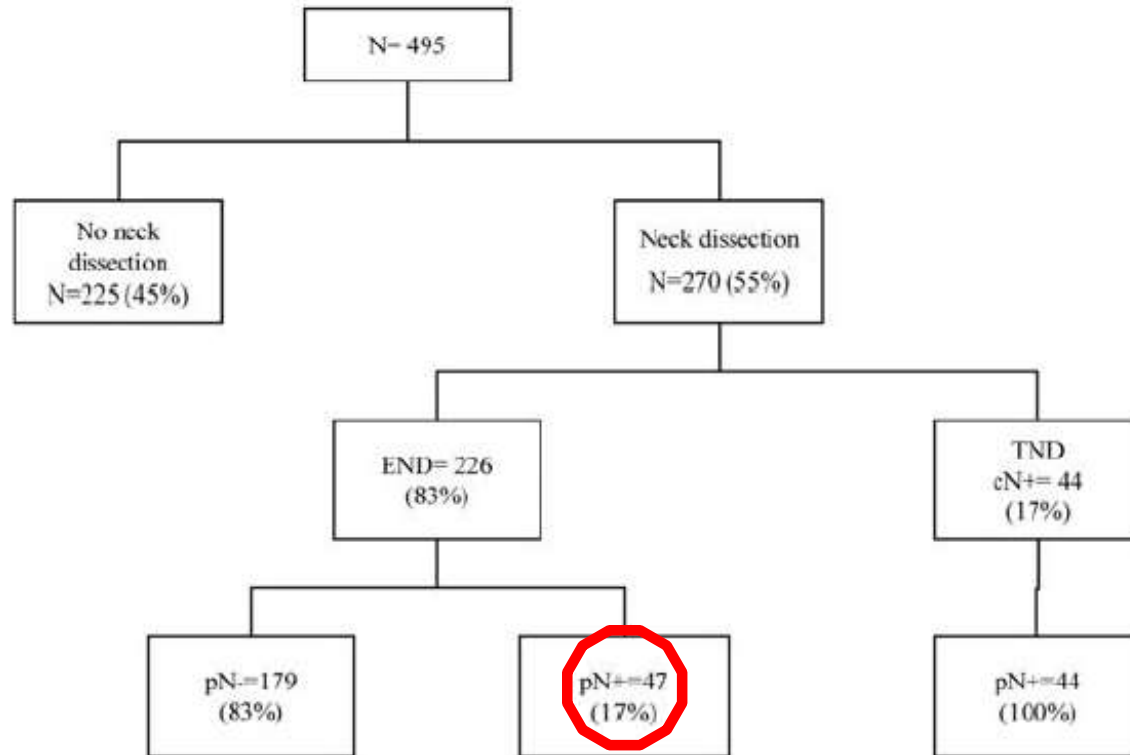 N= 495
No neck
dissection
N=225 (45%)
Neck dissection
N=270 (55%)
END= 226
(83%)
TND
cN+= 44
(17%)
pN-=179
(83%)
pN+=47
(17%)
pN+=44
(100%)